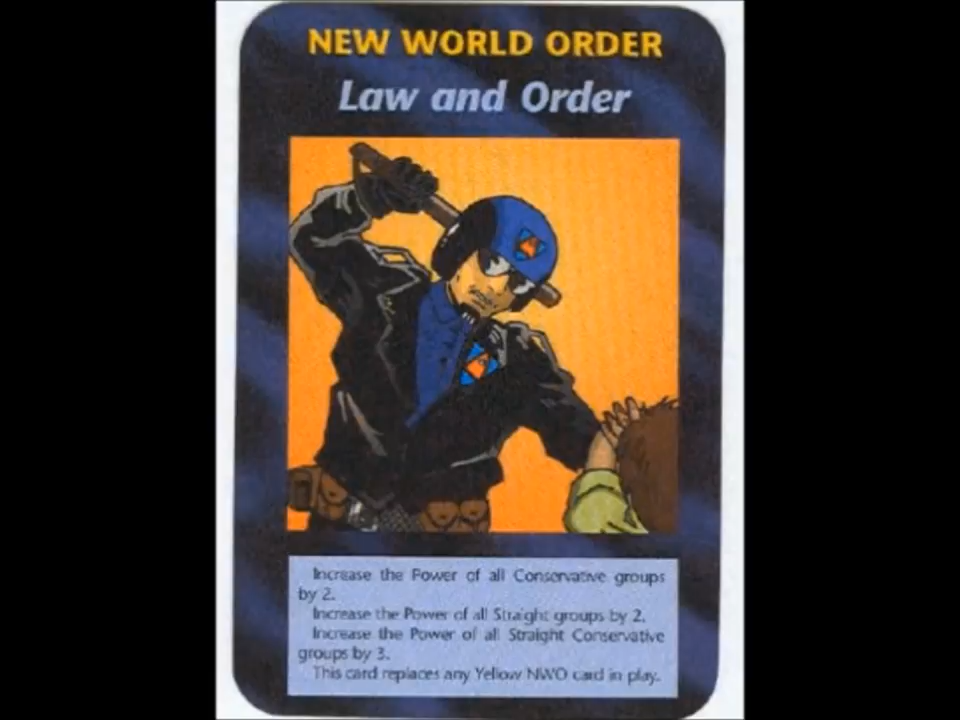 NEW WORLD ORDER
Law and Order
Increase the Power of all Conservative groups
by 2.
Increase the Power of all Straight groups by 2.
Increase the Power of all Straight Conservative
groups by 3.
This card replaces any Yellow NWO card in play.